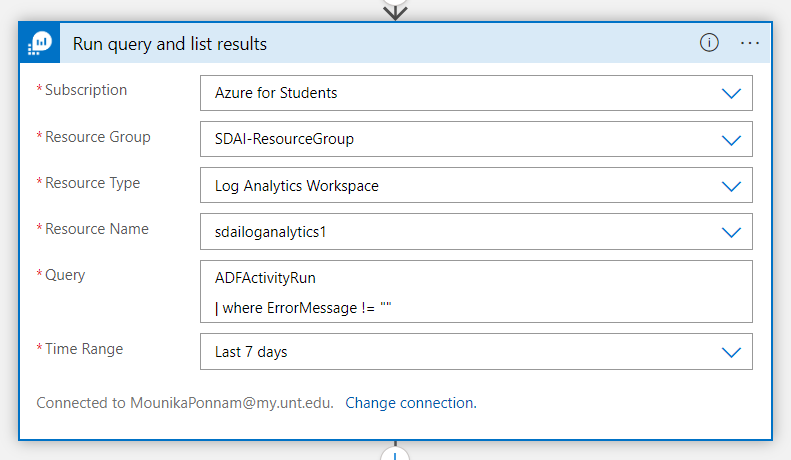 Run query and list results
*Subscription
Azure for Students
*Resource Group
SDAI-ResourceGroup
*Resource Type
Log Analytics Workspace
*Resource Name
sdailoganalytics1
*Query
ADFActivityRun
| where ErrorMessage != ""
*Time Range
Last 7 days
Connected to MounikaPonnam@my.unt.edu. Change connection.